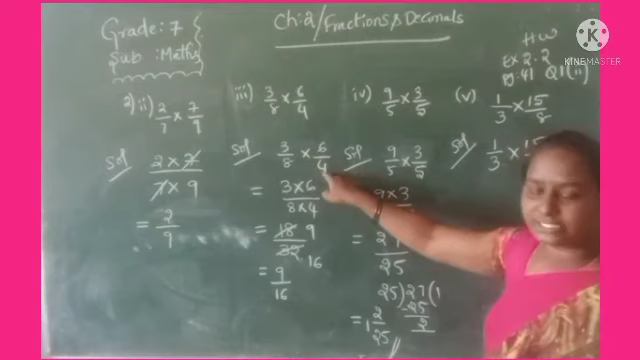 Grade: 7
Sub : Maths
Ch:2/Fractions & Decimals
HW
Ex 2.2
Q1(ii)
KINEMASTER
2) ii) 2/7 × 7/9
Sol 2 × 7 / 7 × 9
= 2/9
iii) 3/8 × 6/4
Sol 3/8 × 6/4
= 3×6 / 8×4
= 18 9 / 32 16
= 9/16
iv) 9/5 × 3/5
Sol 9/5 × 3/5
9×3
= 27 / 25
25)27(1
-25
2
= 1 2/25
(v) 1/3 × 15/8
Sol 1/3 × 15